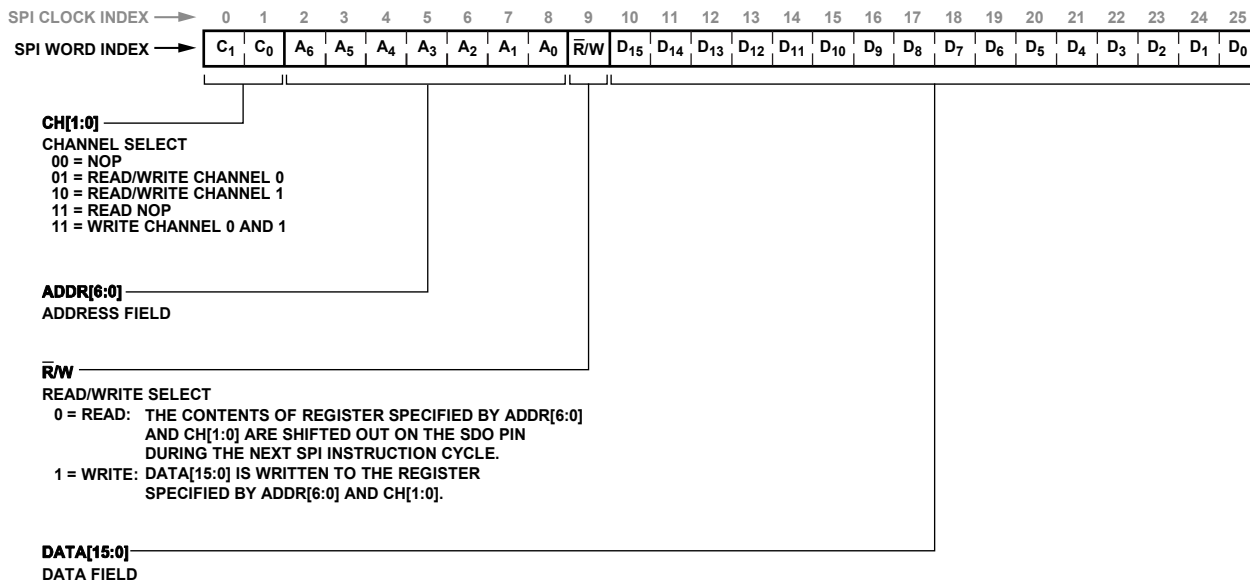 SPI CLOCK INDEX 0 1 2 3 4 5 6 7 8 9 10 11 12 13 14 15 16 17 18 19 20 21 22 23 24 25
SPI WORD INDEX C1 C0 A6 A5 A4 A3 A2 A1 A0 R̅/W D15 D14 D13 D12 D11 D10 D9 D8 D7 D6 D5 D4 D3 D2 D1 D0
CH[1:0]
CHANNEL SELECT
00 = NOP
01 = READ/WRITE CHANNEL 0
10 = READ/WRITE CHANNEL 1
11 = READ NOP
11 = WRITE CHANNEL 0 AND 1
ADDR[6:0]
ADDRESS FIELD
R̅/W
READ/WRITE SELECT
0 = READ: THE CONTENTS OF REGISTER SPECIFIED BY ADDR[6:0]
AND CH[1:0] ARE SHIFTED OUT ON THE SDO PIN
DURING THE NEXT SPI INSTRUCTION CYCLE.
1 = WRITE: DATA[15:0] IS WRITTEN TO THE REGISTER
SPECIFIED BY ADDR[6:0] AND CH[1:0].
DATA[15:0]
DATA FIELD